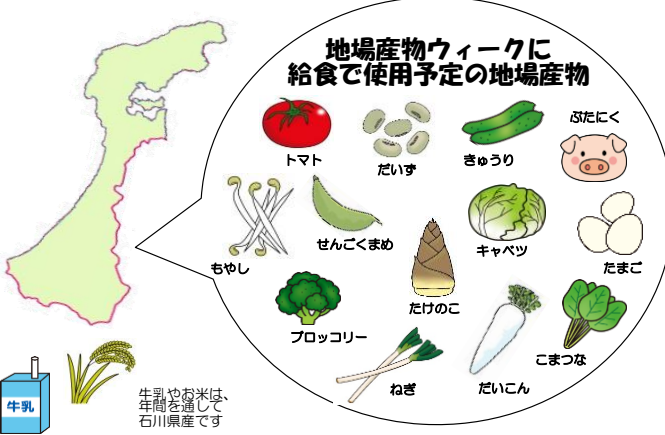 地場産物ウィークに
給食で使用予定の地場産物
トマト
だいず
きゅうり
ぶたにく
もやし
せんごくまめ
たけのこ
キャベツ
たまご
ブロッコリー
ねぎ
だいこん
こまつな
牛乳
牛乳やお米は、
年間を通して
石川県産です